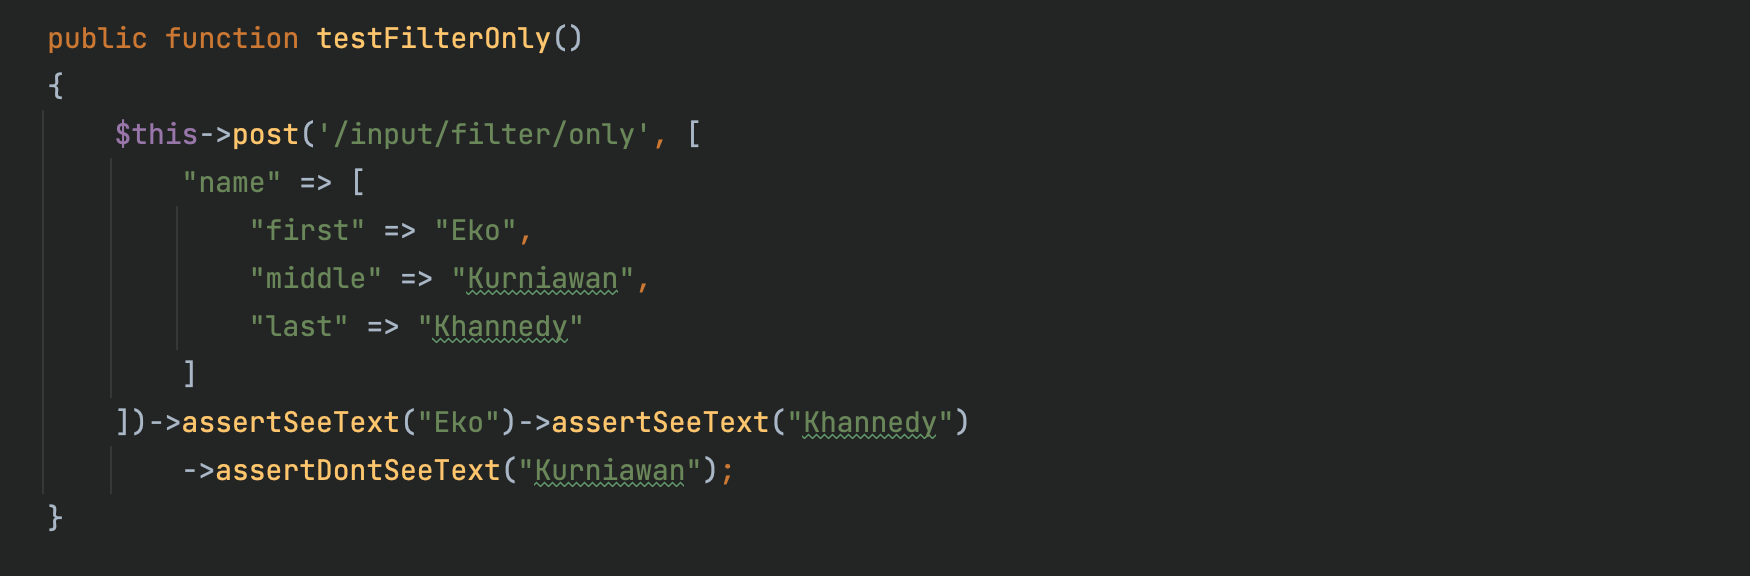 public function testFilterOnly()
{
    $this->post('/input/filter/only', [
        "name" => [
            "first" => "Eko",
            "middle" => "Kurniawan",
            "last" => "Khannedy"
        ]
    ])->assertSeeText("Eko")->assertSeeText("Khannedy")
        ->assertDontSeeText("Kurniawan");
}